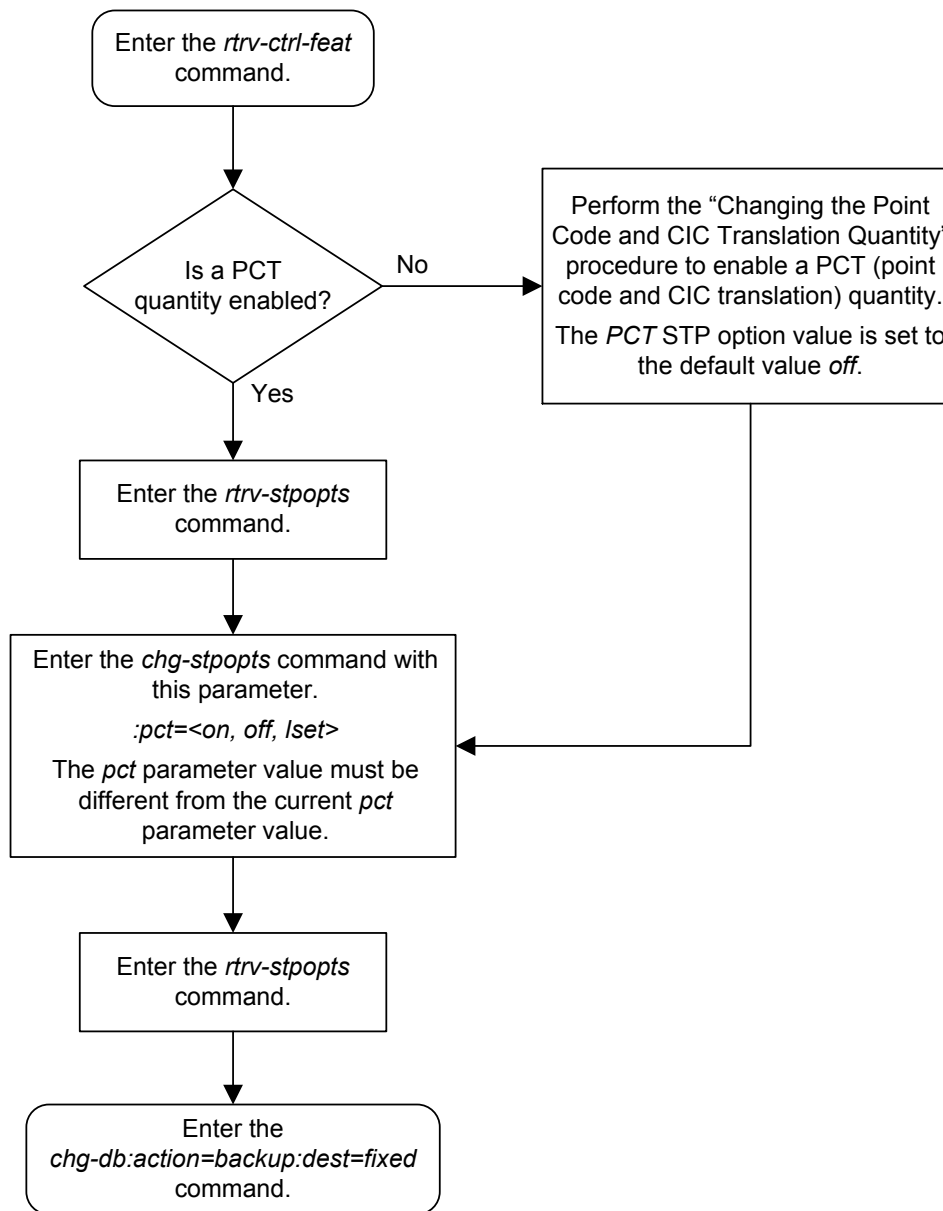 Enter the rtrv-ctrl-feat
command.
Is a PCT
quantity enabled?
No
Yes
Perform the “Changing the Point
Code and CIC Translation Quantity”
procedure to enable a PCT (point
code and CIC translation) quantity.
The PCT STP option value is set to
the default value off.
Enter the rtrv-stpopts
command.
Enter the chg-stpopts command with
this parameter.
:pct=<on, off, lset>
The pct parameter value must be
different from the current pct
parameter value.
Enter the rtrv-stpopts
command.
Enter the
chg-db:action=backup:dest=fixed
command.